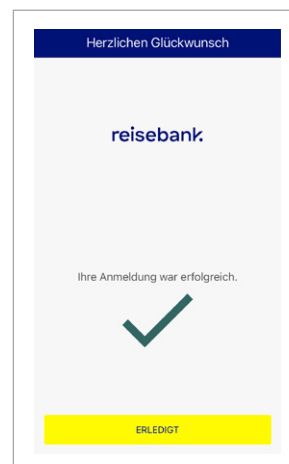 Herzlichen Glückwunsch
reisebank.
Ihre Anmeldung war erfolgreich.
ERLEDIGT